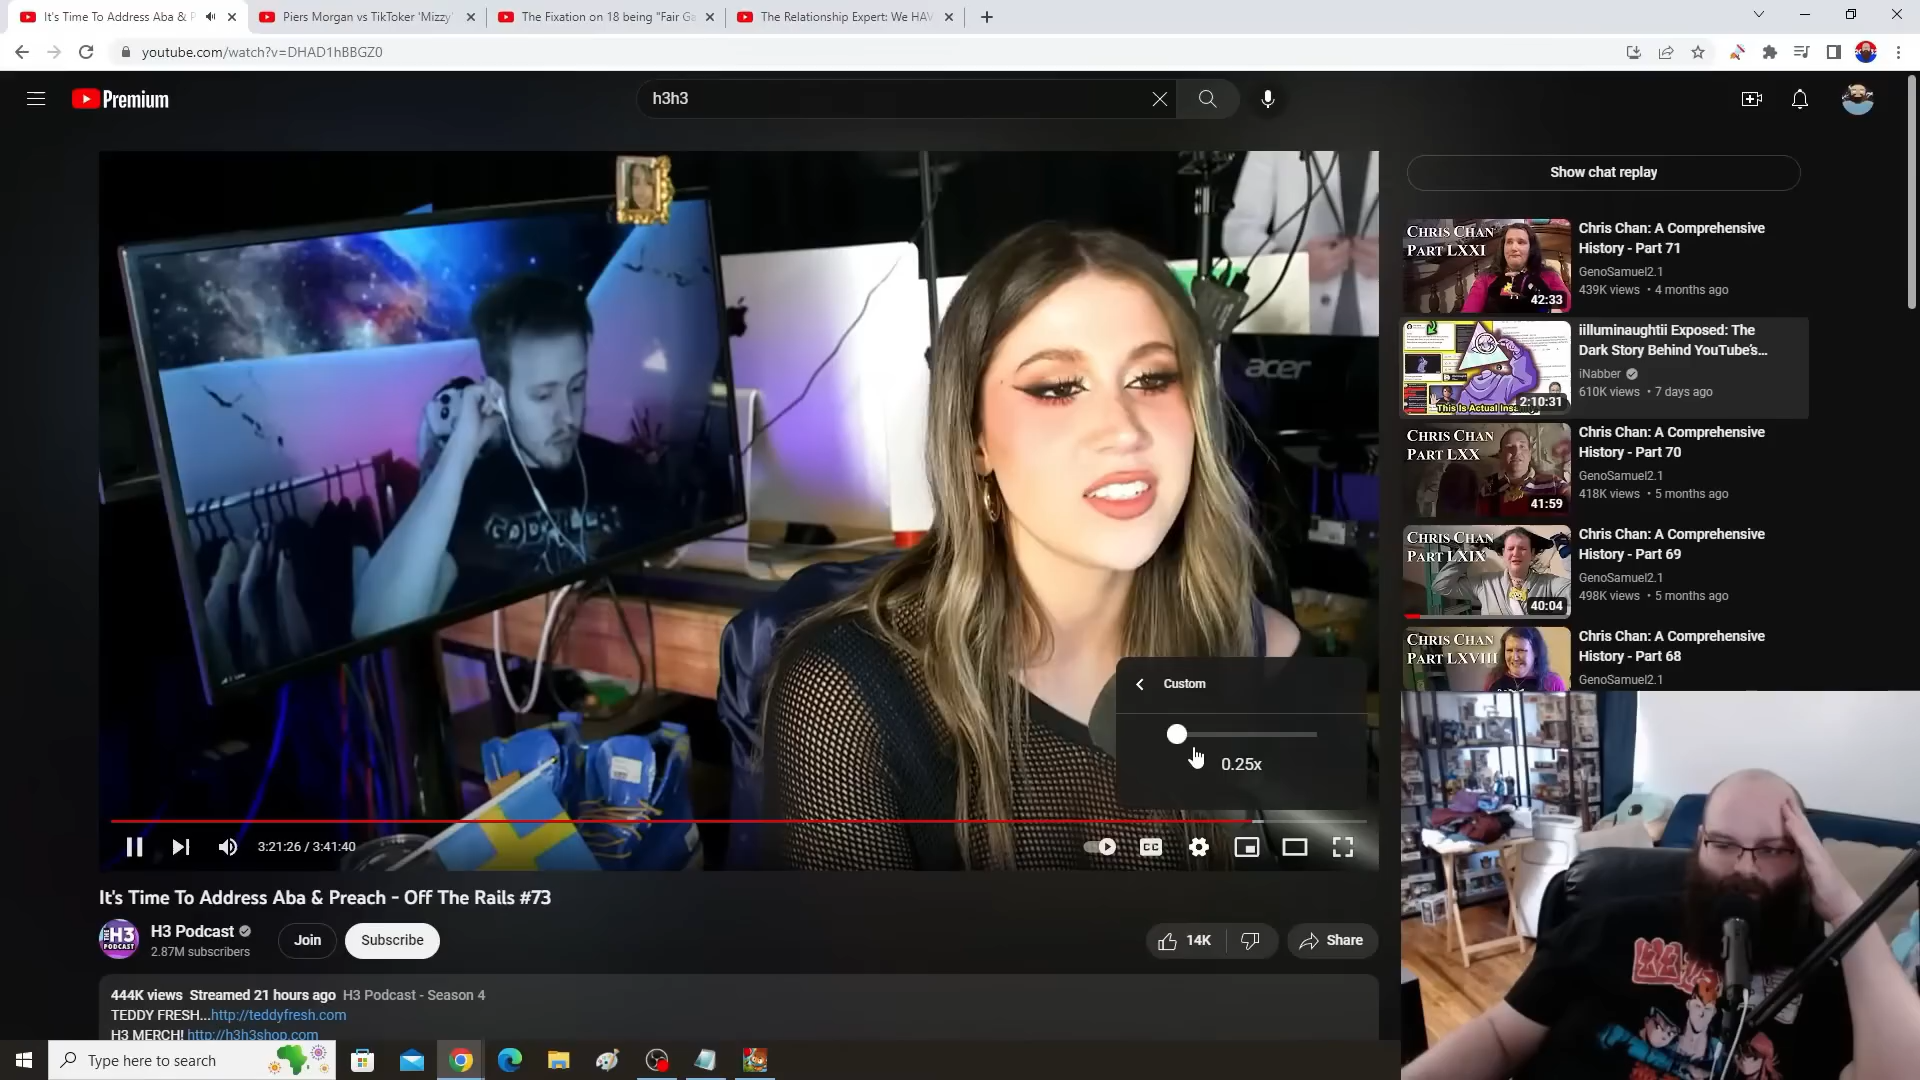 It's Time To Address Aba & P
Piers Morgan vs TikToker 'Mizzy'
The Fixation on 18 being "Fair Ga
The Relationship Expert: We HAV
youtube.com/watch?v=DHAD1hBBGZ0
Premium
h3h3
Show chat replay
acer
Custom
0.25x
3:21:26 / 3:41:40
CC
It's Time To Address Aba & Preach - Off The Rails #73
THE H3 PODCAST
H3 Podcast
2.87M subscribers
Join
Subscribe
14K
Share
444K views Streamed 21 hours ago H3 Podcast - Season 4
TEDDY FRESH...http://teddyfresh.com
H3 MERCH! http://h3h3shop.com
CHRIS CHAN
PART LXXI
42:33
Chris Chan: A Comprehensive
History - Part 71
GenoSamuel2.1
439K views • 4 months ago
This Is Actual Insa
2:10:31
iilluminaughtii Exposed: The
Dark Story Behind YouTube's...
iNabber
610K views • 7 days ago
CHRIS CHAN
PART LXX
41:59
Chris Chan: A Comprehensive
History - Part 70
GenoSamuel2.1
418K views • 5 months ago
CHRIS CHAN
PART LXIX
40:04
Chris Chan: A Comprehensive
History - Part 69
GenoSamuel2.1
498K views • 5 months ago
CHRIS CHAN
PART LXVIII
Chris Chan: A Comprehensive
History - Part 68
GenoSamuel2.1
Type here to search